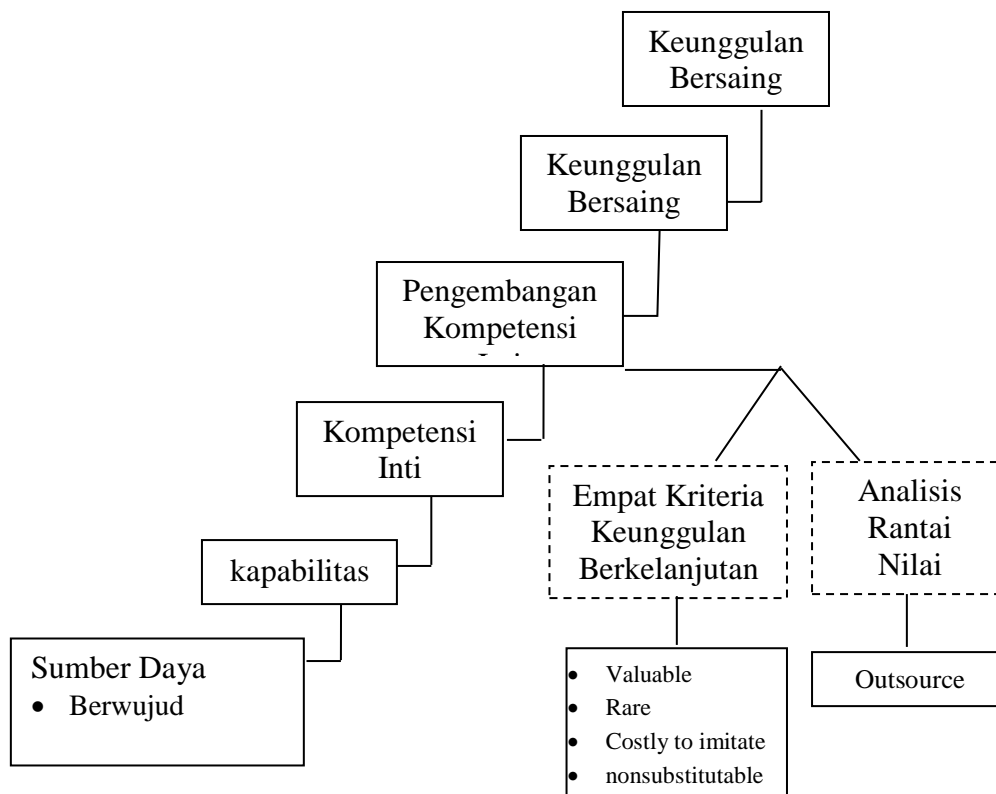 Keunggulan
Bersaing
Keunggulan
Bersaing
Pengembangan
Kompetensi
Kompetensi
Inti
kapabilitas
Sumber Daya
• Berwujud
Empat Kriteria
Keunggulan
Berkelanjutan
Analisis
Rantai
Nilai
• Valuable
• Rare
• Costly to imitate
• nonsubstitutable
Outsource